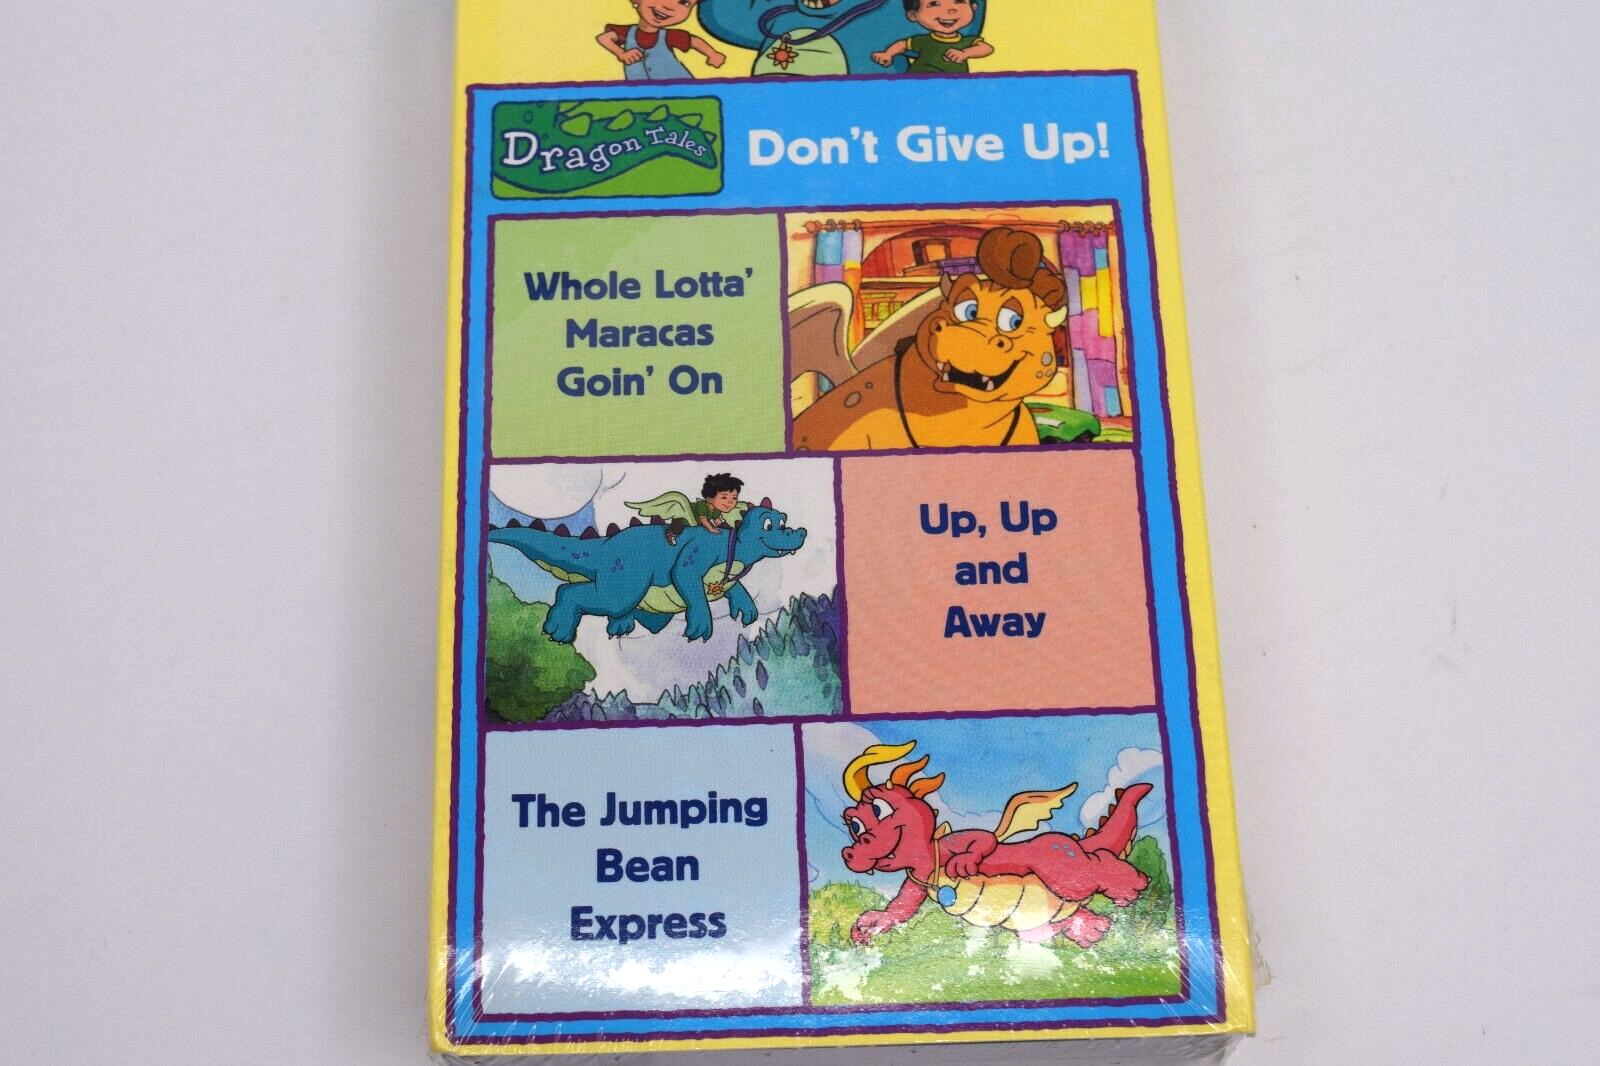 Dragon Tales
Don't Give Up!
Whole Lotta'
Maracas
Goin' On
Up, Up
and
Away
The Jumping
Bean
Express